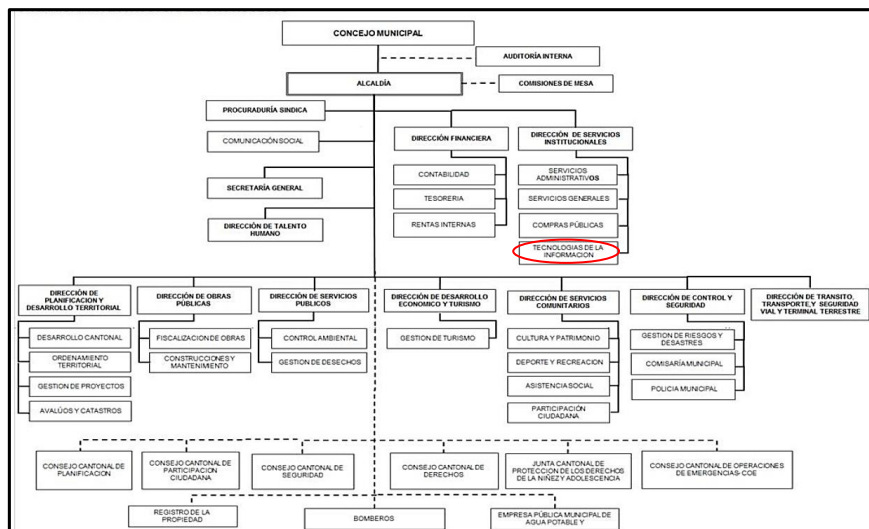 CONCEJO MUNICIPAL
AUDITORÍA INTERNA
ALCALDÍA
COMISIONES DE MESA
PROCURADURÍA SINDICA
COMUNICACIÓN SOCIAL
SECRETARÍA GENERAL
DIRECCIÓN DE TALENTO
HUMANO
DIRECCIÓN FINANCIERA
CONTABILIDAD
TESORERIA
RENTAS INTERNAS
DIRECCIÓN DE SERVICIOS
INSTITUCIONALES
SERVICIOS
ADMINISTRATIVOS
SERVICIOS GENERALES
COMPRAS PÚBLICAS
TECNOLOGIAS DE LA
INFORMACION
DIRECCIÓN DE
PLANIFICACION Y
DESARROLLO TERRITORIAL
DESARROLLO CANTONAL
ORDENAMIENTO
TERRITORIAL
GESTION DE PROYECTOS
AVALÚOS Y CATASTROS
DIRECCIÓN DE OBRAS
PÚBLICAS
FISCALIZACION DE OBRAS
CONSTRUCCIONES Y
MANTENIMIENTO
DIRECCIÓN DE SERVICIOS
PUBLICOS
CONTROL AMBIENTAL
GESTION DE DESECHOS
DIRECCIÓN DE DESARROLLO
ECONOMICO Y TURISMO
GESTIÓN DE TURISMO
DIRECCIÓN DE SERVICIOS
COMUNITARIOS
CULTURA Y PATRIMONIO
DEPORTE Y RECREACION
ASISTENCIA SOCIAL
PARTICIPACIÓN
CIUDADANA
DIRECCIÓN DE CONTROL Y
SEGURIDAD
GESTION DE RIESGOS Y
DESASTRES
COMISARÍA MUNICIPAL
POLICIA MUNICIPAL
DIRECCIÓN DE TRANSITO,
TRANSPORTE, Y SEGURIDAD
VIAL Y TERMINAL TERRESTRE
CONSEJO CANTONAL DE
PLANIFICACION
CONSEJO CANTONAL DE
PARTICIPACIÓN
CIUDADANA
CONSEJO CANTONAL DE
SEGURIDAD
CONSEJO CANTONAL DE
DERECHOS
JUNTA CANTONAL DE
PROTECCION DE LOS DERECHOS
DE LA NIÑEZ Y ADOLESCENCIA
CONSEJO CANTONAL DE OPERACIONES
DE EMERGENCIAS- COE
REGISTRO DE LA
PROPIEDAD
BOMBEROS
EMPRESA PÚBLICA MUNICIPAL DE
AGUA POTABLE Y